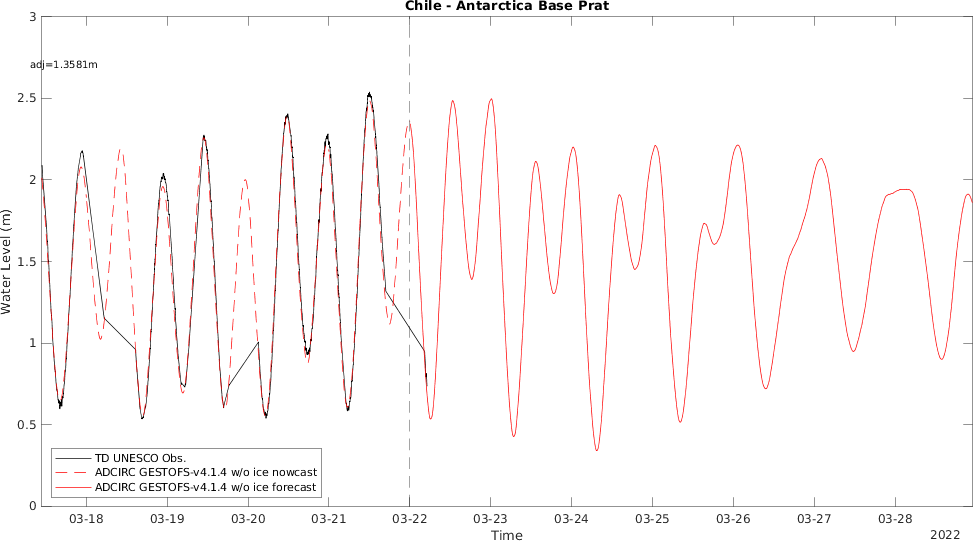 Chile - Antarctica Base Prat
3
adj=1.3581m
2.5
2
1.5
1
0.5
0
Water Level (m)
TD UNESCO Obs.
ADCIRC GESTOFS-v4.1.4 w/o ice nowcast
ADCIRC GESTOFS-v4.1.4 w/o ice forecast
03-18 03-19 03-20 03-21 03-22 03-23 03-24 03-25 03-26 03-27 03-28
Time
2022